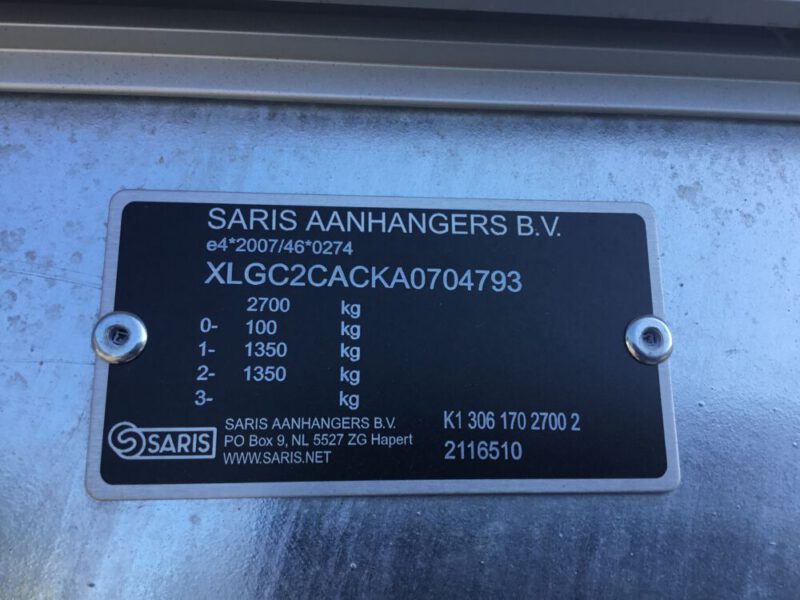 SARIS AANHANGERS B.V.
e4*2007/46*0274
XLGC2CACKA0704793
2700 kg
0- 100 kg
1- 1350 kg
2- 1350 kg
3- kg
SARIS
SARIS AANHANGERS B.V.
PO Box 9, NL 5527 ZG Hapert
WWW.SARIS.NET
K1 306 170 2700 2
2116510